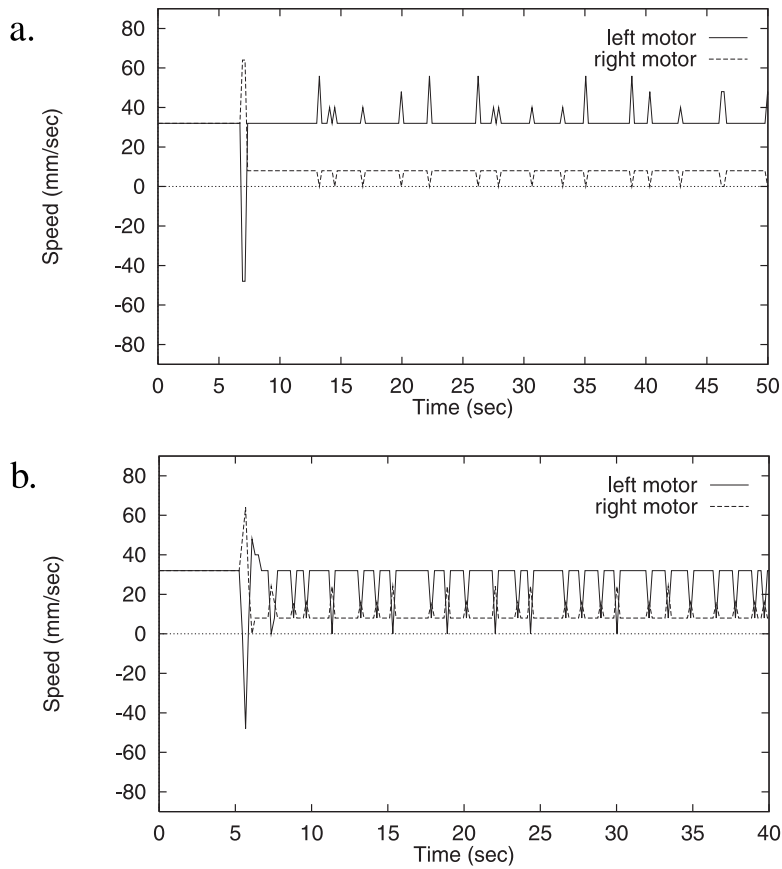 a.
80
60
40
20
0
-20
-40
-60
-80
Speed (mm/sec)
left motor
right motor
0 5 10 15 20 25 30 35 40 45 50
Time (sec)
b.
80
60
40
20
0
-20
-40
-60
-80
Speed (mm/sec)
left motor
right motor
0 5 10 15 20 25 30 35 40
Time (sec)